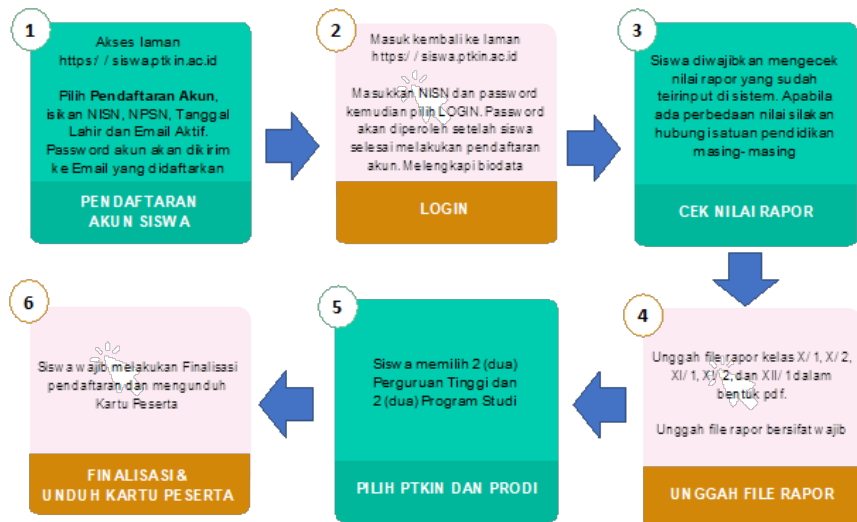 1
Akses laman
https:/ / siswa.ptkin.ac.id
Pilih Pendaftaran Akun,
isikan NISN, NPSN, Tanggal
Lahir dan Email Aktif.
Password akun akan dikirim
ke Email yang didaftarkan
PENDAFTARAN
AKUN SISWA
2
Masuk kembali ke laman
https:/ / siswa.ptkin.ac.id
Masukkan NISN dan password
kemudian pilih LOGIN. Password
akan diperoleh setelah siswa
selesai melakukan pendaftaran
akun. Melengkapi biodata
LOGIN
3
Siswa diwajibkan mengecek
nilai rapor yang sudah
terinput di sistem. Apabila
ada perbedaan nilai silakan
hubungi satuan pendidikan
masing- masing
CEK NILAI RAPOR
4
Unggah file rapor kelas X/ 1, X/ 2,
XI/ 1, XI/ 2, dan XII/ 1 dalam
bentuk pdf.
Unggah file rapor bersifat wajib
UNGGAH FILE RAPOR
5
Siswa memilih 2 (dua)
Perguruan Tinggi dan
2 (dua) Program Studi
PILIH PTKIN DAN PRODI
6
Siswa wajib melakukan Finalisasi
pendaftaran dan mengunduh
Kartu Peserta
FINALISASI &
UNDUH KARTU PESERTA